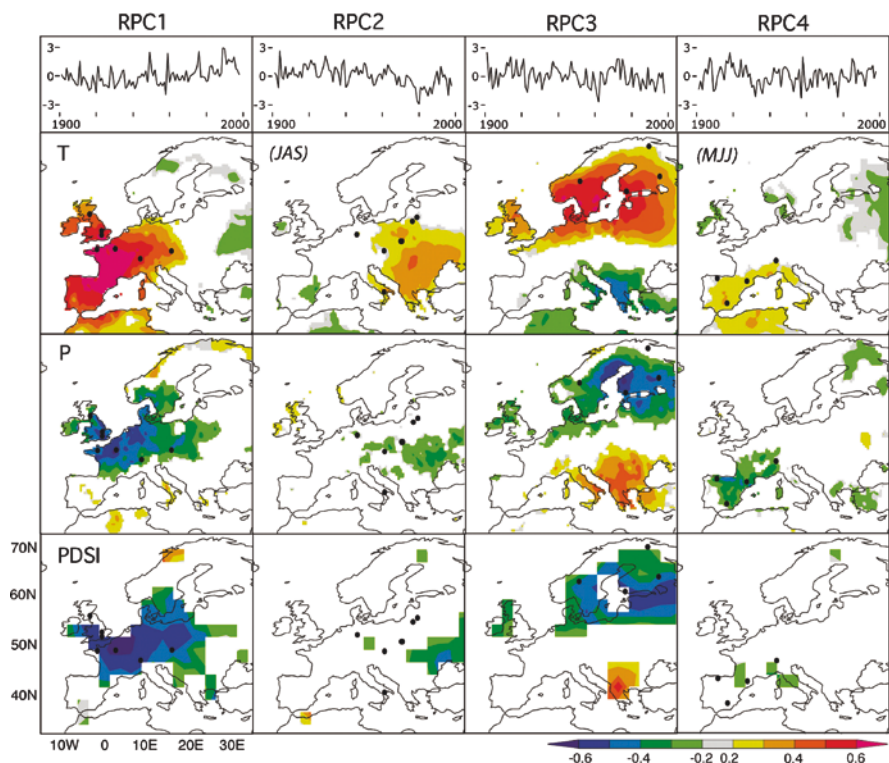 RPC1 RPC2 RPC3 RPC4
3 3 3 3
0 0 0 0
-3 -3 -3 -3
1900 2000 1900 2000 1900 2000 1900 2000
T (JAS) (MJJ)
P
PDSI
70N
60N
50N
40N
10W 0 10E 20E 30E
-0.6 -0.4 -0.2 0.2 0.4 0.6